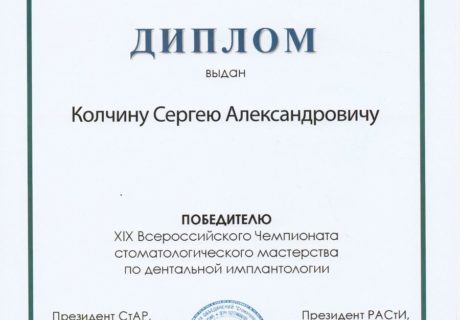 ДИПЛОМ
выдан
Колчину Сергею Александровичу
ПОБЕДИТЕЛЮ
XIX Всероссийского Чемпионата
стоматологического мастерства
по дентальной имплантологии
Президент СтАР,
Президент РАСтИ,